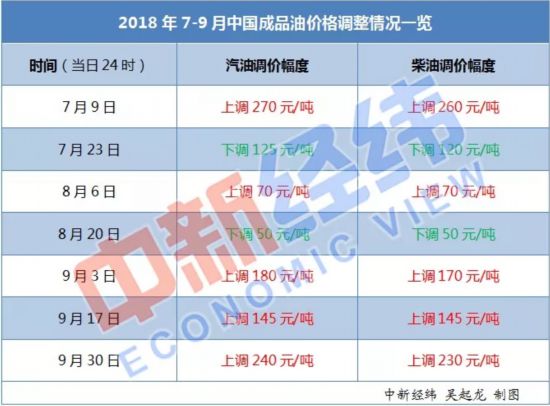 2018 年 7-9 月中国成品油价格调整情况一览
时间（当日 24 时） 汽油调价幅度 柴油调价幅度
7 月 9 日 上调 270 元/吨 上调 260 元/吨
7 月 23 日 下调 125 元/吨 下调 120 元/吨
8 月 6 日 上调 70 元/吨 上调 70 元/吨
8 月 20 日 下调 50 元/吨 下调 50 元/吨
9 月 3 日 上调 180 元/吨 上调 170 元/吨
9 月 17 日 上调 145 元/吨 上调 145 元/吨
9 月 30 日 上调 240 元/吨 上调 230 元/吨
中新经纬
ECONOMIC VIEW
中新经纬 吴起龙 制图